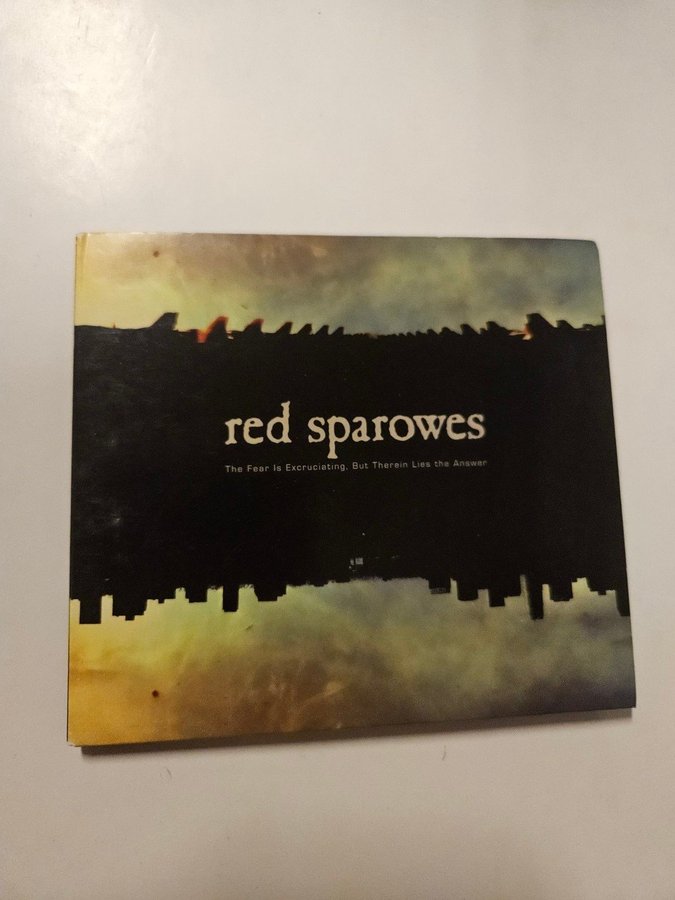 red sparowes
The Fear Is Excruciating, But Therein Lies the Answer